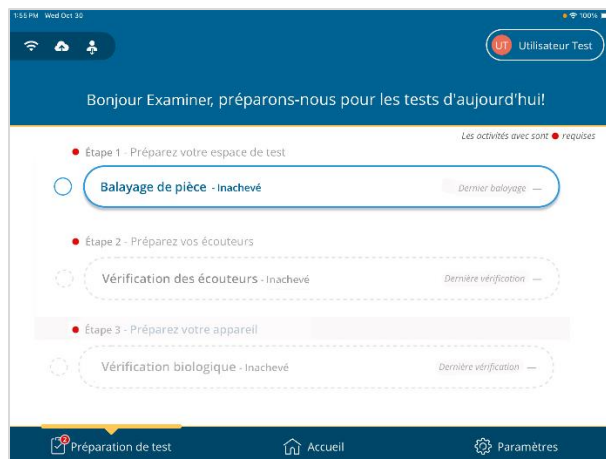 1:55 PM Wed Oct 30
100%
UT Utilisateur Test
Bonjour Examiner, préparons-nous pour les tests d'aujourd'hui!
Les activités avec sont requises
Étape 1 - Préparez votre espace de test
Balayage de pièce - Inachevé
Dernier balayage —
Étape 2 - Préparez vos écouteurs
Vérification des écouteurs - Inachevé
Dernière vérification —
Étape 3 - Préparez votre appareil
Vérification biologique - Inachevé
Dernière vérification —
2 Préparation de test
Accueil
Paramètres